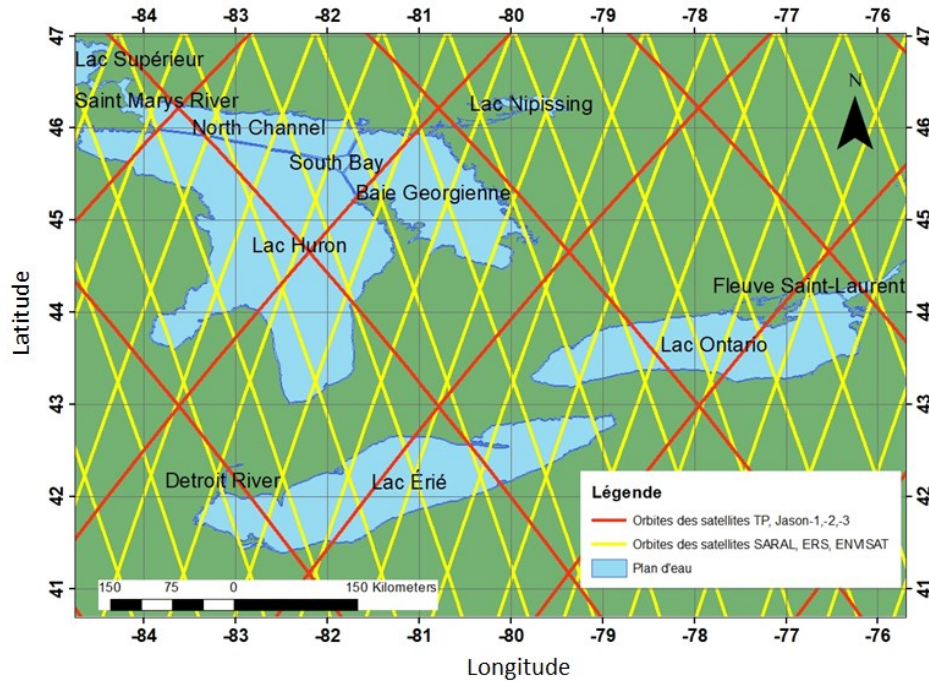 -84 -83 -82 -81 -80 -79 -78 -77 -76
47 47
Lac Supérieur
N
Saint Marys River
Lac Nipissing
46 46
North Channel
South Bay
Baie Georgienne
45 45
Lac Huron
Fleuve Saint-Laurent
44 44
Lac Ontario
Latitude
43 43
Detroit River
Lac Érié
42 42
Légende
Orbites des satellites TP, Jason-1,-2,-3
Orbites des satellites SARAL, ERS, ENVISAT
Plan d'eau
41 41
150 75 0 150 Kilometers
-84 -83 -82 -81 -80 -79 -78 -77 -76
Longitude